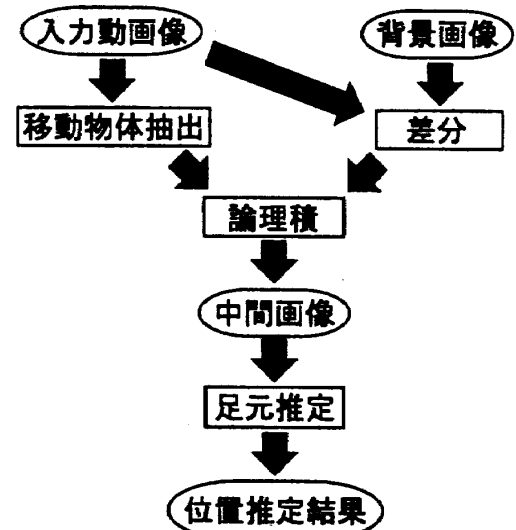 入力動画像
背景画像
移動物体抽出
差分
論理積
中間画像
足元推定
位置推定結果